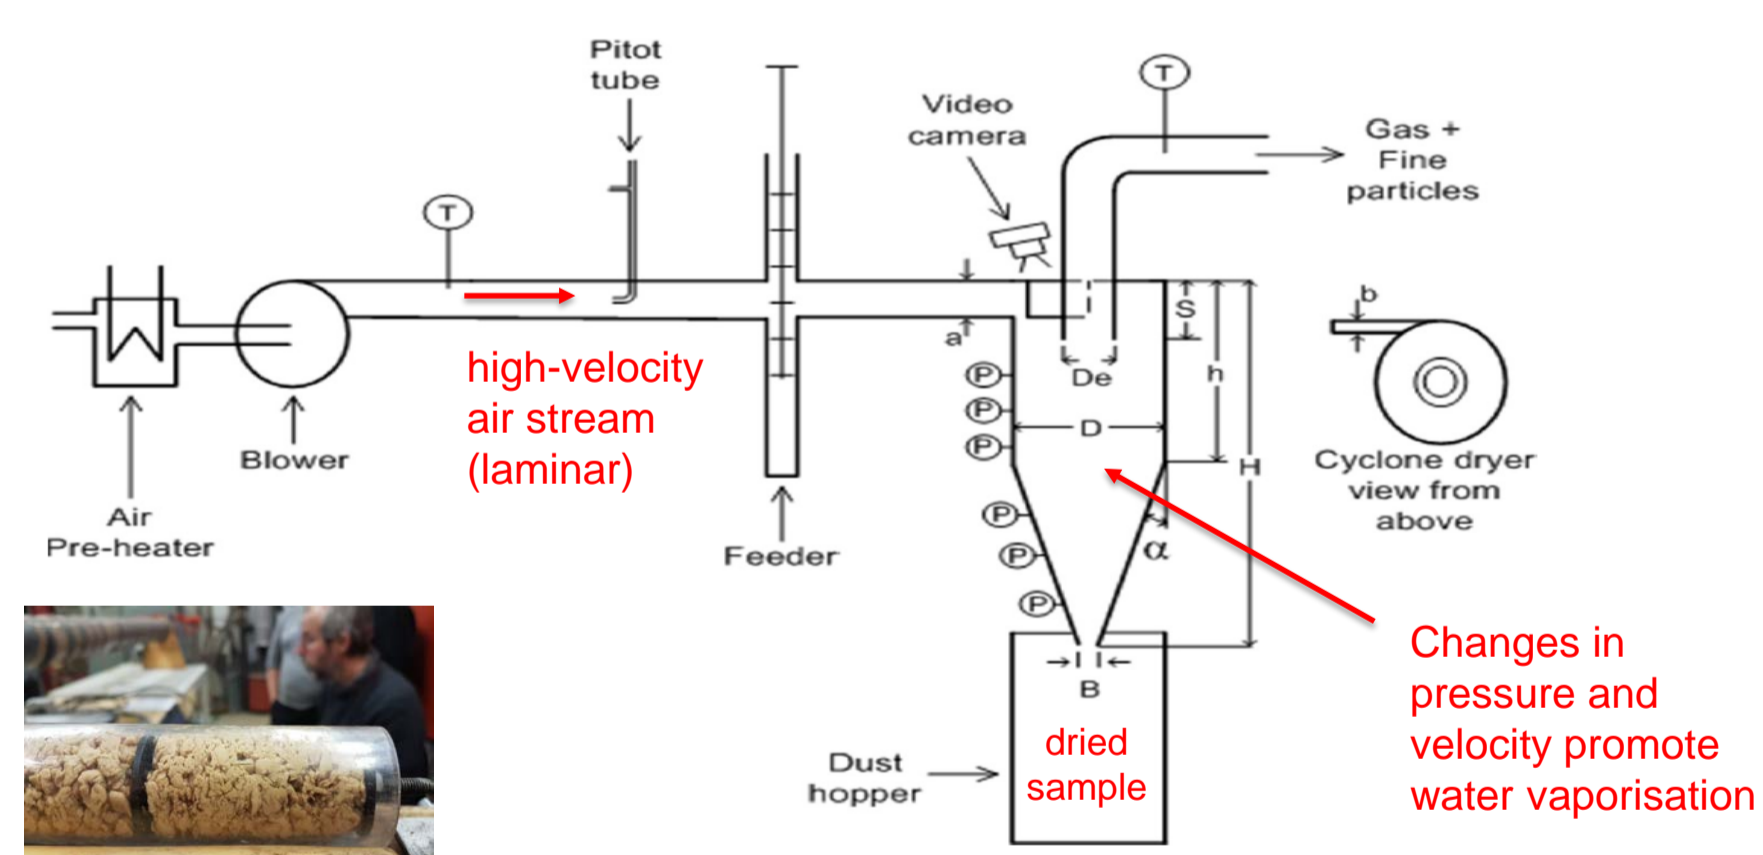 Pitot
tube
Video
camera
T
Gas +
Fine
particles
T
high-velocity
air stream
(laminar)
a
S
De
h
b
P
P
P
D
H
Cyclone dryer
view from
above
Blower
Air
Pre-heater
Feeder
P
P
P
α
B
Changes in
pressure and
velocity promote
water vaporisation
Dust
hopper
dried
sample